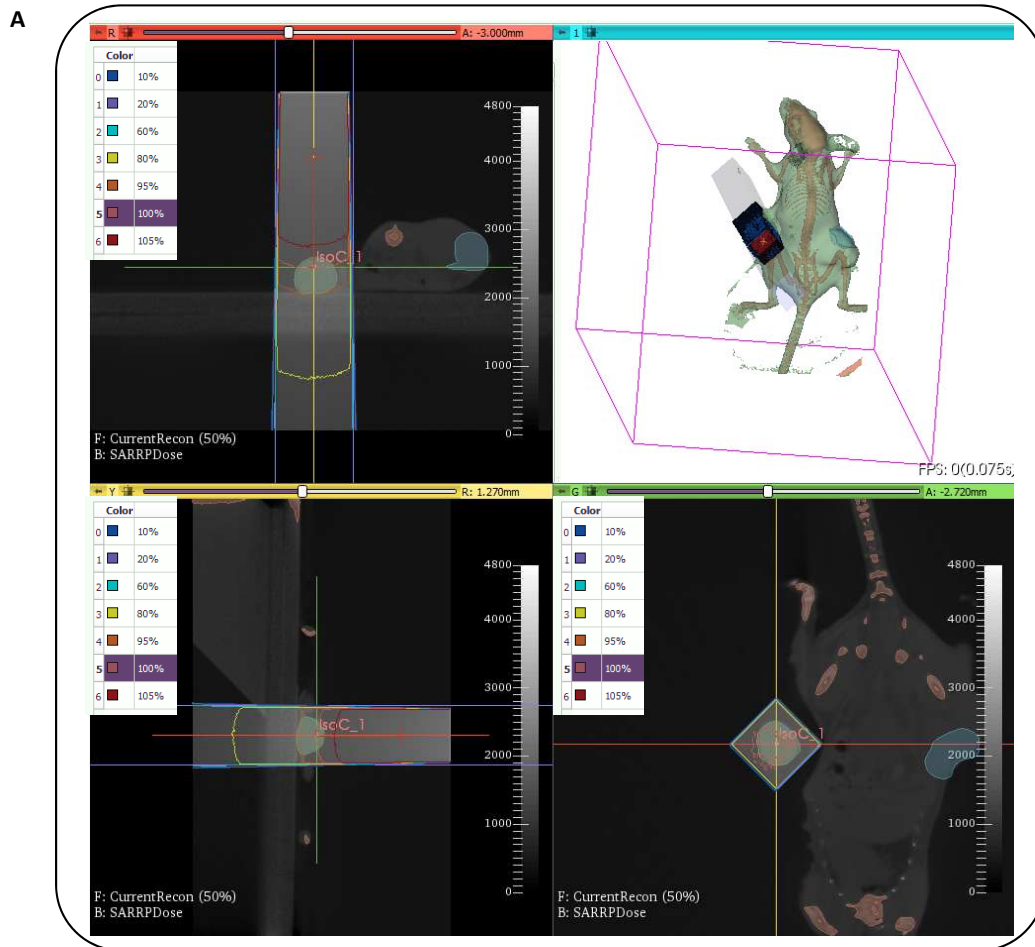 A
R A: -3.000mm
Color
0 10%
1 20%
2 60%
3 80%
4 95%
5 100%
6 105%
IsoC_1
4800
4000
3000
2000
1000
0
F: CurrentRecon (50%)
B: SARRPDose
1
FPS: 0(0.075s,
Y R: 1.270mm
Color
0 10%
1 20%
2 60%
3 80%
4 95%
5 100%
6 105%
IsoC_1
4800
4000
3000
2000
1000
0
F: CurrentRecon (50%)
B: SARRPDose
G A: -2.720mm
Color
0 10%
1 20%
2 60%
3 80%
4 95%
5 100%
6 105%
IsoC_1
4800
4000
3000
2000
1000
0
F: CurrentRecon (50%)
B: SARRPDose